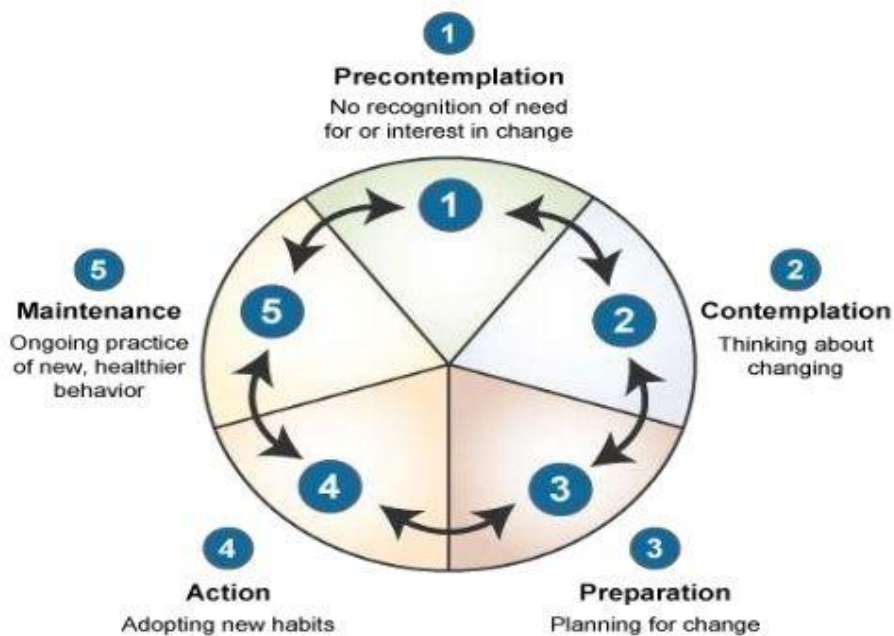 1
Precontemplation
No recognition of need
for or interest in change
1
2
3
4
5
2
Contemplation
Thinking about
changing
3
Preparation
Planning for change
4
Action
Adopting new habits
5
Maintenance
Ongoing practice
of new, healthier
behavior